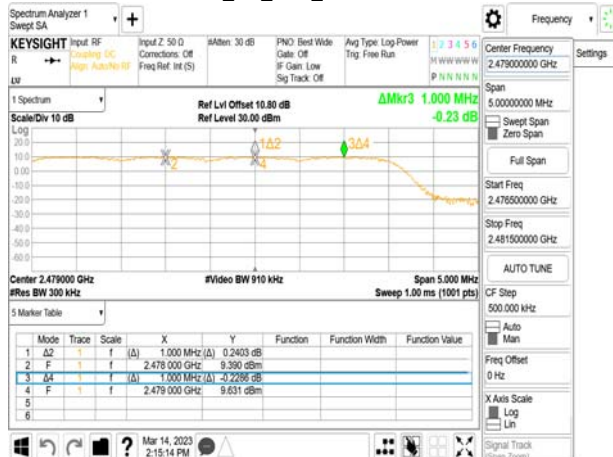 Spectrum Analyzer 1
Swept SA
+
Frequency
KEYSIGHT
Input: RF
Coupling: DC
Align: Auto/No RF
Input Z: 50 Ω
Corrections: Off
Freq Ref: Int (S)
#Atten: 30 dB
PNO: Best Wide
Gate: Off
IF Gain: Low
Sig Track: Off
Avg Type: Log-Power
Trig: Free Run
1 2 3 4 5 6
M W W W W W
P N N N N N
R
Center Frequency
2.479000000 GHz
Settings
Span
5.00000000 MHz
Swept Span
Zero Span
Full Span
Start Freq
2.476500000 GHz
Stop Freq
2.481500000 GHz
AUTO TUNE
CF Step
500.000 kHz
Auto
Man
Freq Offset
0 Hz
X Axis Scale
Log
Lin
Signal Track
(Span Zoom)
1 Spectrum
Scale/Div 10 dB
Log
Ref Lvl Offset 10.80 dB
Ref Level 30.00 dBm
ΔMkr3 1.000 MHz
-0.23 dB
20.0
10.0
0.00
-10.0
-20.0
-30.0
-40.0
-50.0
-60.0
1Δ2
3Δ4
2
4
Center 2.479000 GHz
#Res BW 300 kHz
#Video BW 910 kHz
Span 5.000 MHz
Sweep 1.00 ms (1001 pts)
5 Marker Table
Mode Trace Scale X Y Function Function Width Function Value
1 Δ2 1 f (Δ) 1.000 MHz (Δ) 0.2403 dB
2 F 1 f 2.478 000 GHz 9.390 dBm
3 Δ4 1 f (Δ) 1.000 MHz (Δ) -0.2286 dB
4 F 1 f 2.479 000 GHz 9.631 dBm
5
6
?
Mar 14, 2023
2:15:14 PM